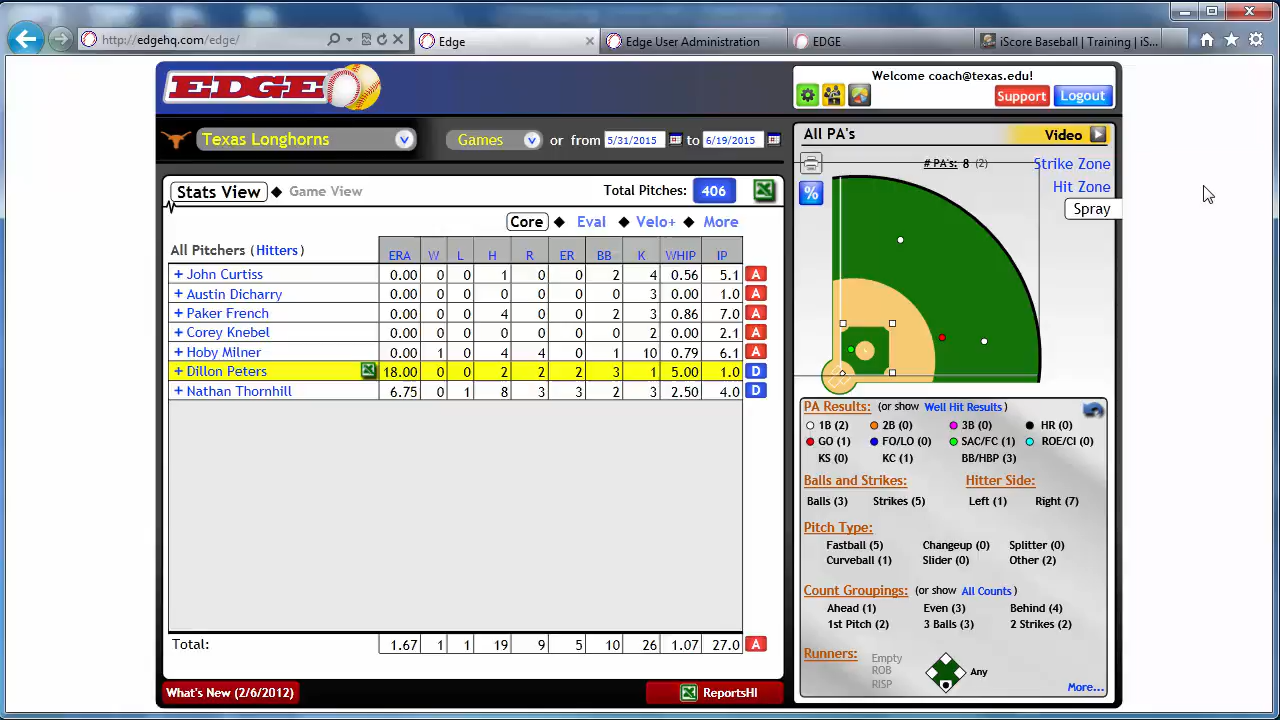 http://edgehq.com/edge/
Edge
Edge User Administration
EDGE
iScore Baseball | Training | iS...
EDGE
Welcome coach@texas.edu!
Support
Logout
Texas Longhorns
Games
or from
5/31/2015
to
6/19/2015
All PA's
Video
Stats View
Game View
Total Pitches:
406
# PA's: 8 (2)
Strike Zone
%
Hit Zone
Spray
Core
Eval
Velo+
More
All Pitchers (Hitters)
ERA W L H R ER BB K WHIP IP
+ John Curtiss 0.00 0 0 1 0 0 2 4 0.56 5.1 A
+ Austin Dicharry 0.00 0 0 0 0 0 0 3 0.00 1.0 A
+ Paker French 0.00 0 0 4 0 0 2 3 0.86 7.0 A
+ Corey Knebel 0.00 0 0 0 0 0 0 2 0.00 2.1 A
+ Hoby Milner 0.00 1 0 4 4 0 1 10 0.79 6.1 A
+ Dillon Peters 18.00 0 0 2 2 2 3 1 5.00 1.0 D
+ Nathan Thornhill 6.75 0 1 8 3 3 2 3 2.50 4.0 D
Total: 1.67 1 1 19 9 5 10 26 1.07 27.0 A
PA Results: (or show Well Hit Results)
1B (2) 2B (0) 3B (0) HR (0)
GO (1) FO/LO (0) SAC/FC (1) ROE/CI (0)
KS (0) KC (1) BB/HBP (3)
Balls and Strikes: Hitter Side:
Balls (3) Strikes (5) Left (1) Right (7)
Pitch Type:
Fastball (5) Changeup (0) Splitter (0)
Curveball (1) Slider (0) Other (2)
Count Groupings: (or show All Counts)
Ahead (1) Even (3) Behind (4)
1st Pitch (2) 3 Balls (3) 2 Strikes (2)
Runners:
Empty
ROB
RISP
Any
More...
What's New (2/6/2012)
ReportsHI